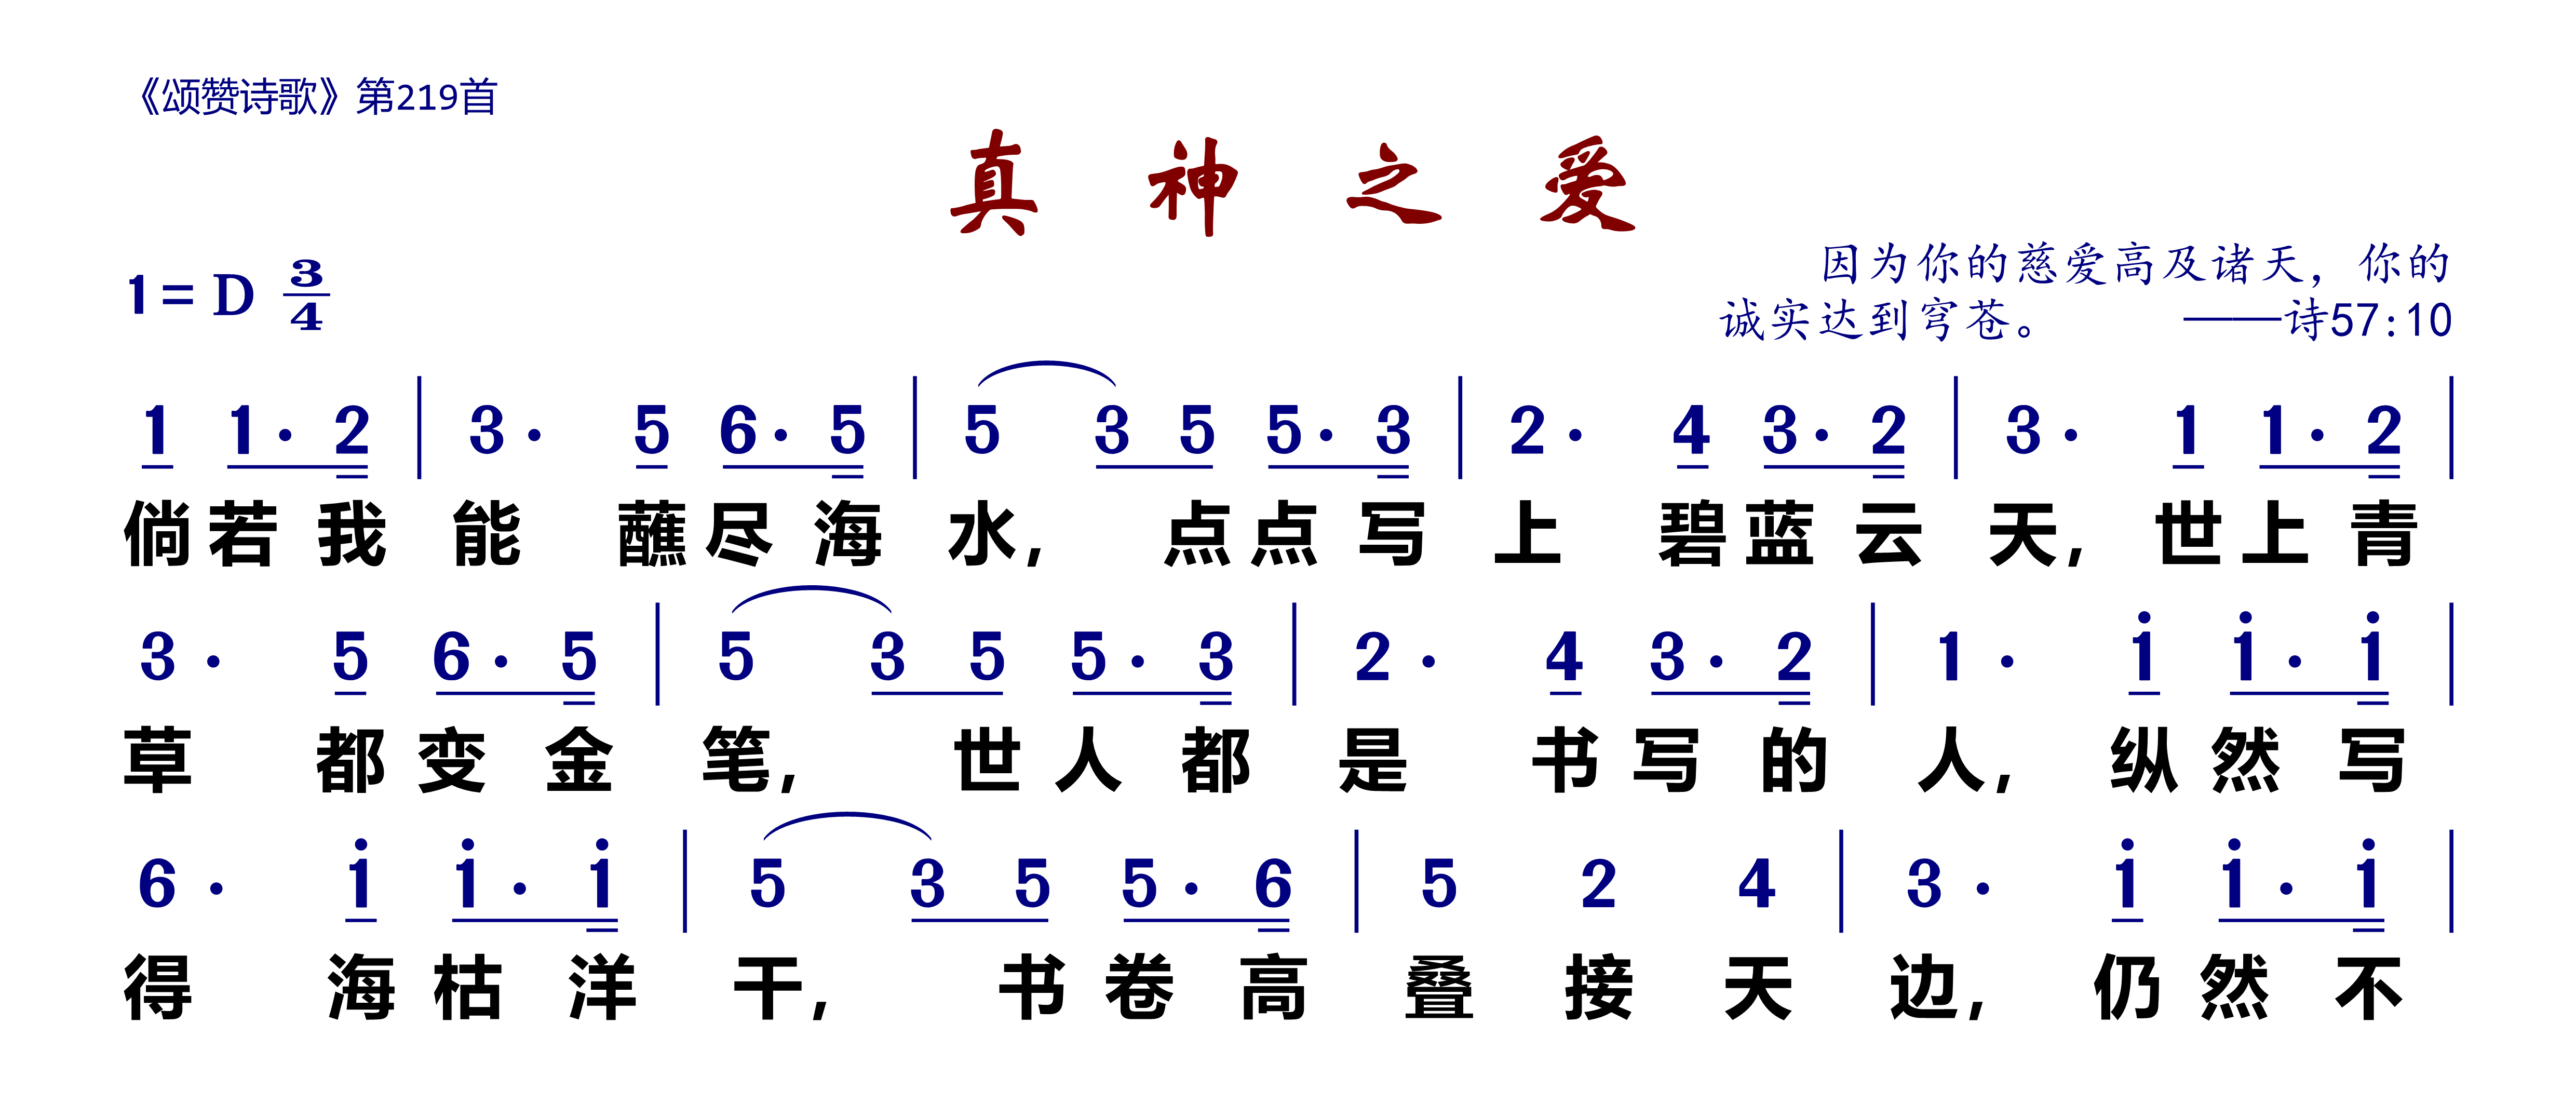 《颂赞诗歌》第219首
真神之爱
因为你的慈爱高及诸天，你的
1= D 3/4
诚实达到穹苍。 ——诗57:10
1 1· 2 | 3· 5 6· 5 | 5 3 5 5· 3 | 2· 4 3· 2 | 3· 1 1· 2 |
倘若我能蘸尽海水，点点写上碧蓝云天，世上青
3· 5 6· 5 | 5 3 5 5· 3 | 2· 4 3· 2 | 1· i i· i |
草都变金笔，世人都是书写的人，纵然写
6· i i· i | 5 3 5 5· 6 | 5 2 4 | 3· i i· i |
得海枯洋干，书卷高叠接天边，仍然不